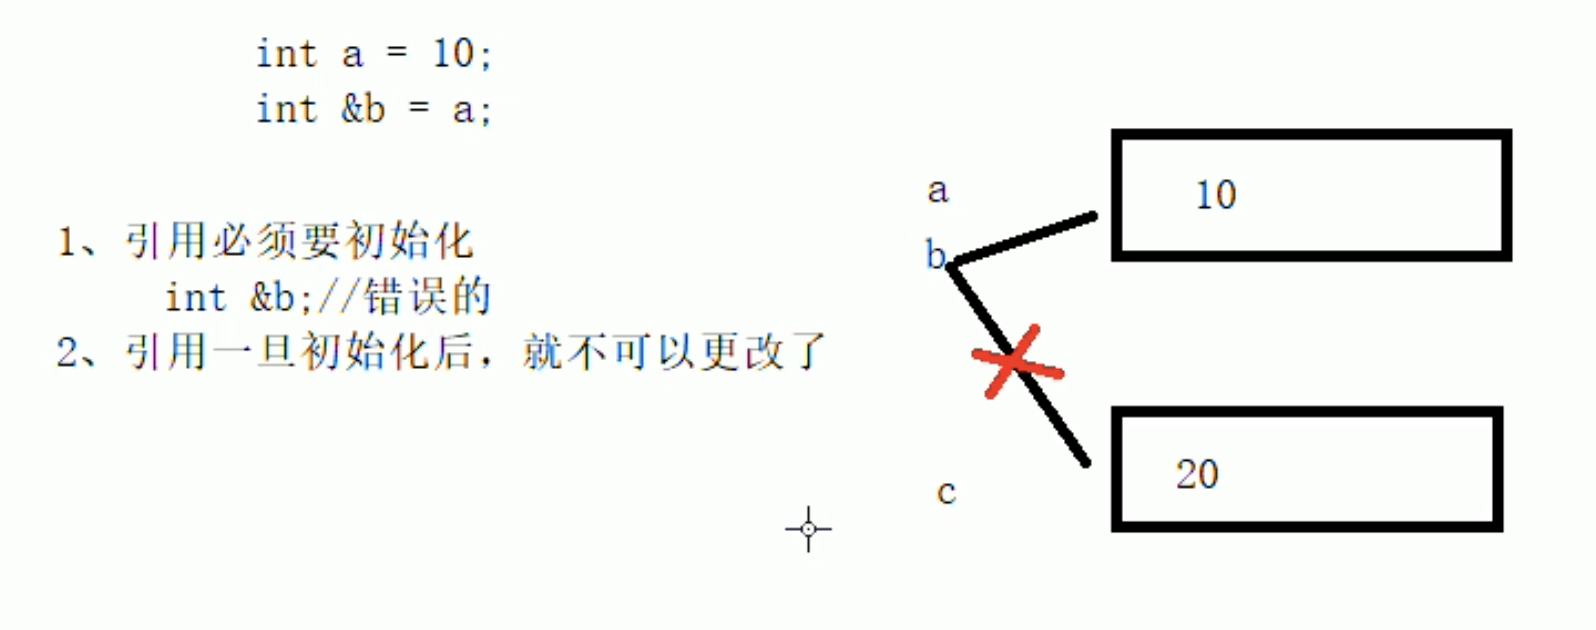 int a = 10;
int &b = a;
1、引用必须要初始化
int &b;//错误的
2、引用一旦初始化后，就不可以更改了
a
10
b
20
c